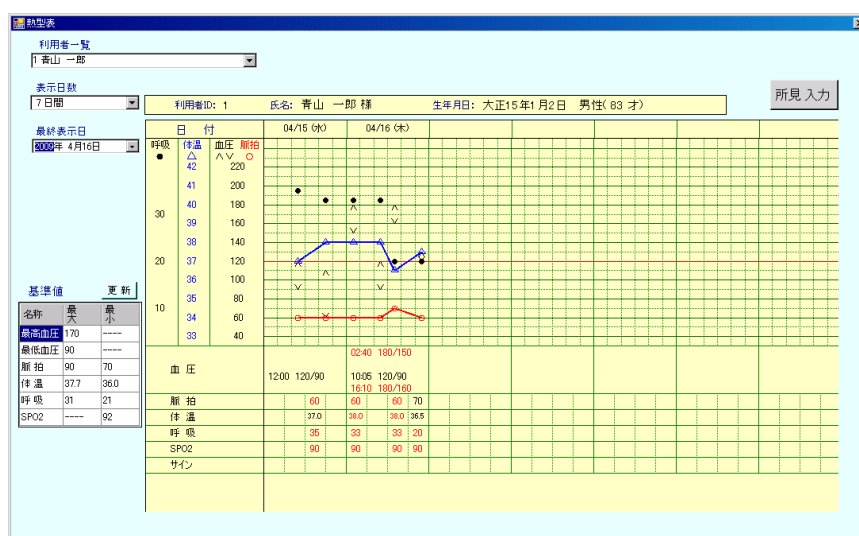 熱型表
利用者一覧
1 青山 一郎
表示日数
7日間
最終表示日
2009年 4月16日
所見入力
利用者ID: 1 氏名: 青山 一郎 様 生年月日: 大正15年1月2日 男性( 83 才)
日 付 04/15 (水) 04/16 (木)
呼吸 体温 血圧 脈拍
● △ ∧∨ ○
42 220
41 200
40 180
30
39 160
38 140
20 37 120
36 100
35 80
10
34 60
33 40
基準値 更新
名称 最大 最小
最高血圧 170 ----
最低血圧 90 ----
脈 拍 90 70
体 温 37.7 36.0
呼 吸 31 21
SPO2 ---- 92
血 圧
02:40 180/150
12:00 120/90 10:05 120/90
16:10 180/160
脈 拍 60 60 60 70
体 温 37.0 38.0 38.0 36.5
呼 吸 35 33 33 20
SP02 90 90 90 90
サイン